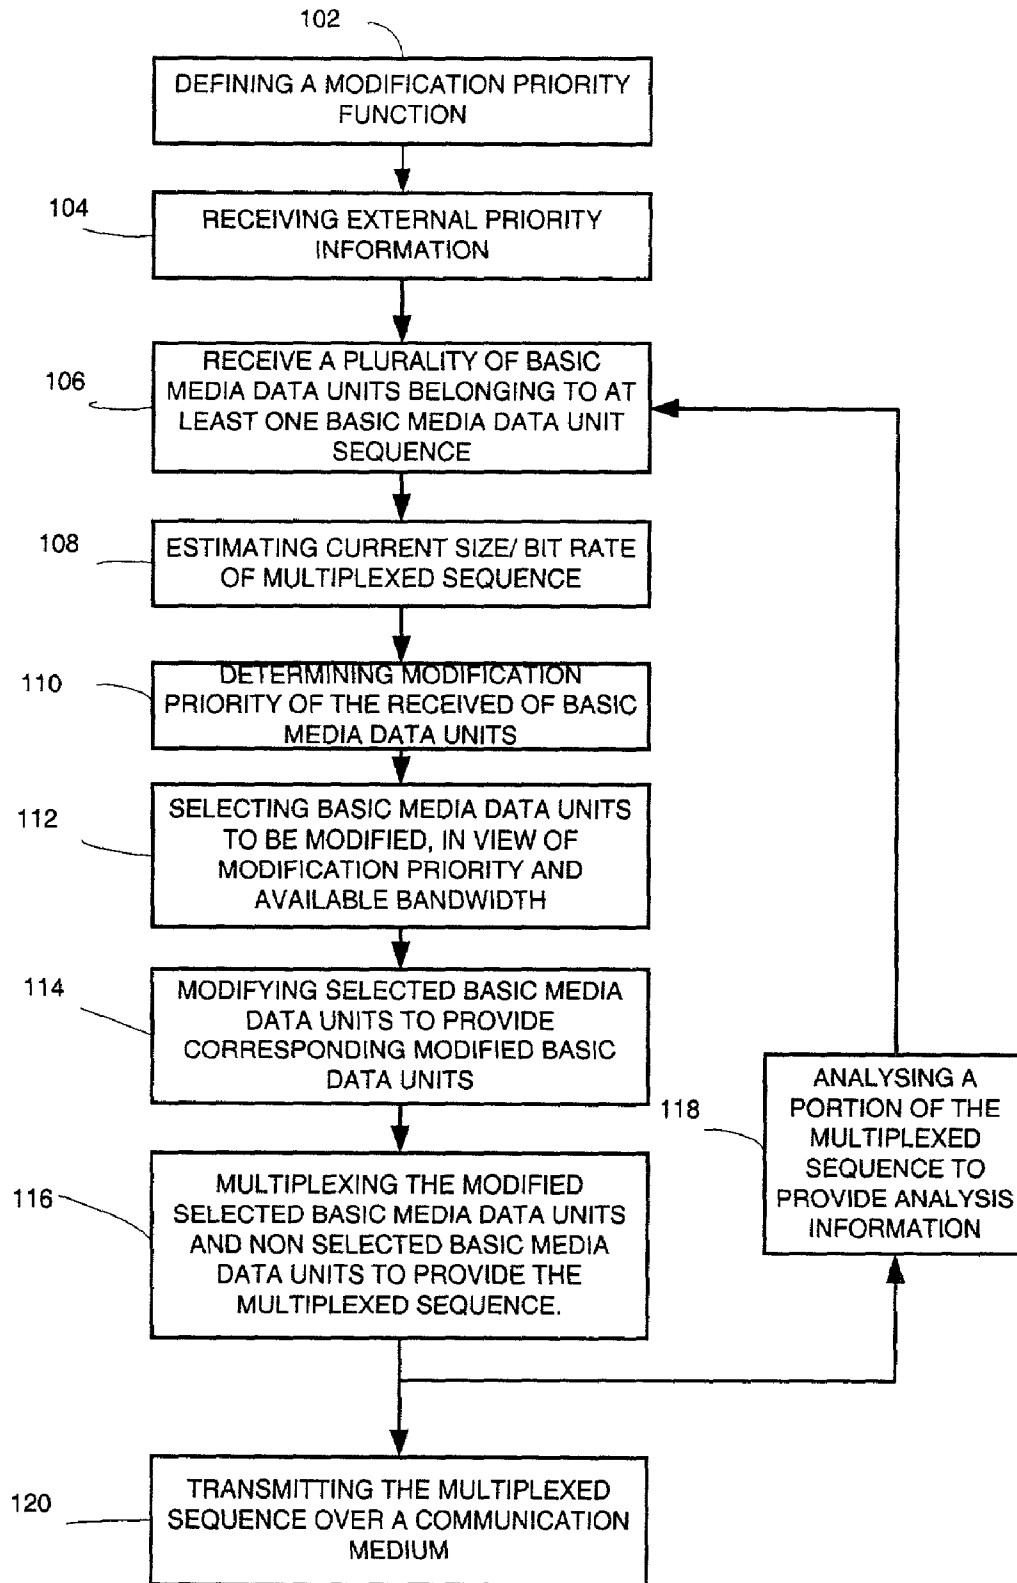 102
DEFINING A MODIFICATION PRIORITY
FUNCTION
104
RECEIVING EXTERNAL PRIORITY
INFORMATION
106
RECEIVE A PLURALITY OF BASIC
MEDIA DATA UNITS BELONGING TO AT
LEAST ONE BASIC MEDIA DATA UNIT
SEQUENCE
108
ESTIMATING CURRENT SIZE/ BIT RATE
OF MULTIPLEXED SEQUENCE
110
DETERMINING MODIFICATION
PRIORITY OF THE RECEIVED OF BASIC
MEDIA DATA UNITS
112
SELECTING BASIC MEDIA DATA UNITS
TO BE MODIFIED, IN VIEW OF
MODIFICATION PRIORITY AND
AVAILABLE BANDWIDTH
114
MODIFYING SELECTED BASIC MEDIA
DATA UNITS TO PROVIDE
CORRESPONDING MODIFIED BASIC
DATA UNITS
118
ANALYSING A
PORTION OF THE
MULTIPLEXED
SEQUENCE TO
PROVIDE ANALYSIS
INFORMATION
116
MULTIPLEXING THE MODIFIED
SELECTED BASIC MEDIA DATA UNITS
AND NON SELECTED BASIC MEDIA
DATA UNITS TO PROVIDE THE
MULTIPLEXED SEQUENCE.
120
TRANSMITTING THE MULTIPLEXED
SEQUENCE OVER A COMMUNICATION
MEDIUM